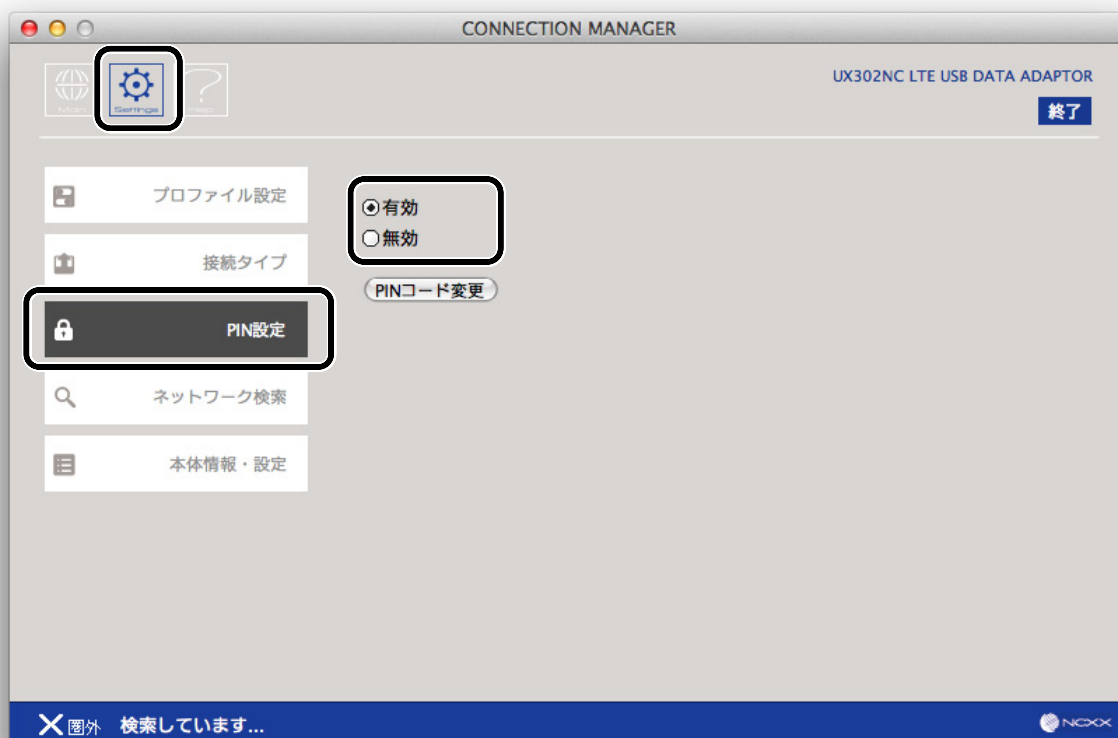 CONNECTION MANAGER
Main
Settings
Help
UX302NC LTE USB DATA ADAPTOR
終了
プロファイル設定
接続タイプ
PIN設定
ネットワーク検索
本体情報・設定
有効
無効
PINコード変更
圏外 検索しています...
NCXX